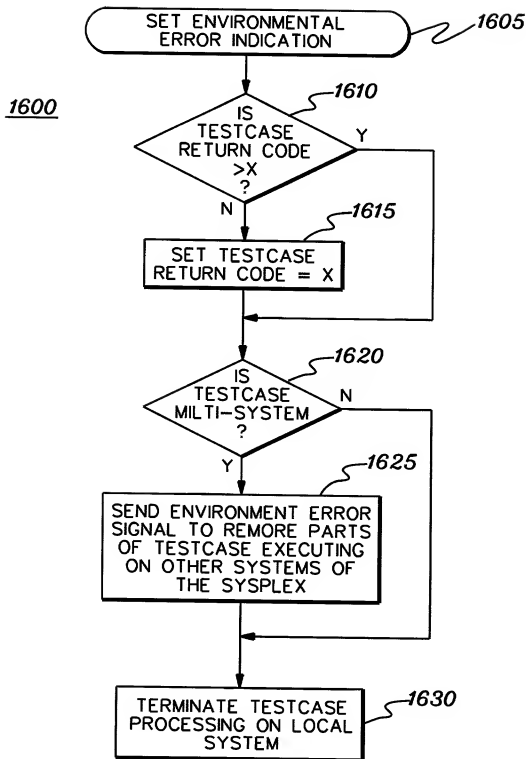 SET ENVIRONMENTAL
ERROR INDICATION
1605
1600
1610
IS
TESTCASE
RETURN CODE
>X
?
Y
N
1615
SET TESTCASE
RETURN CODE = X
1620
IS
TESTCASE
MILTI-SYSTEM
?
N
Y
1625
SEND ENVIRONMENT ERROR
SIGNAL TO REMORE PARTS
OF TESTCASE EXECUTING
ON OTHER SYSTEMS OF
THE SYSPLEX
1630
TERMINATE TESTCASE
PROCESSING ON LOCAL
SYSTEM